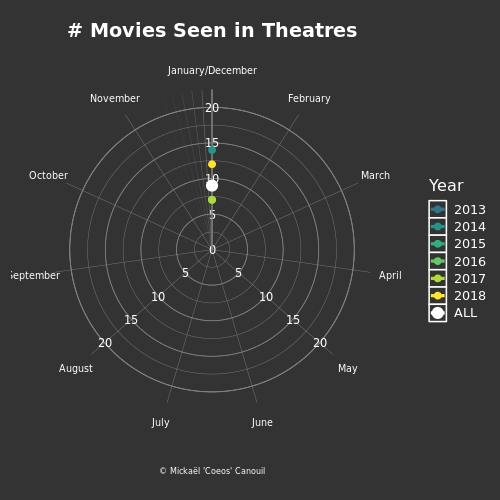 # Movies Seen in Theatres
January/December
November
February
20
15
October
10
March
Year
5
2013
2014
2015
2016
2017
2018
ALL
0
eptember
5
5
April
10
10
15
15
20
20
August
May
July
June
© Mickaël 'Coeos' Canouil